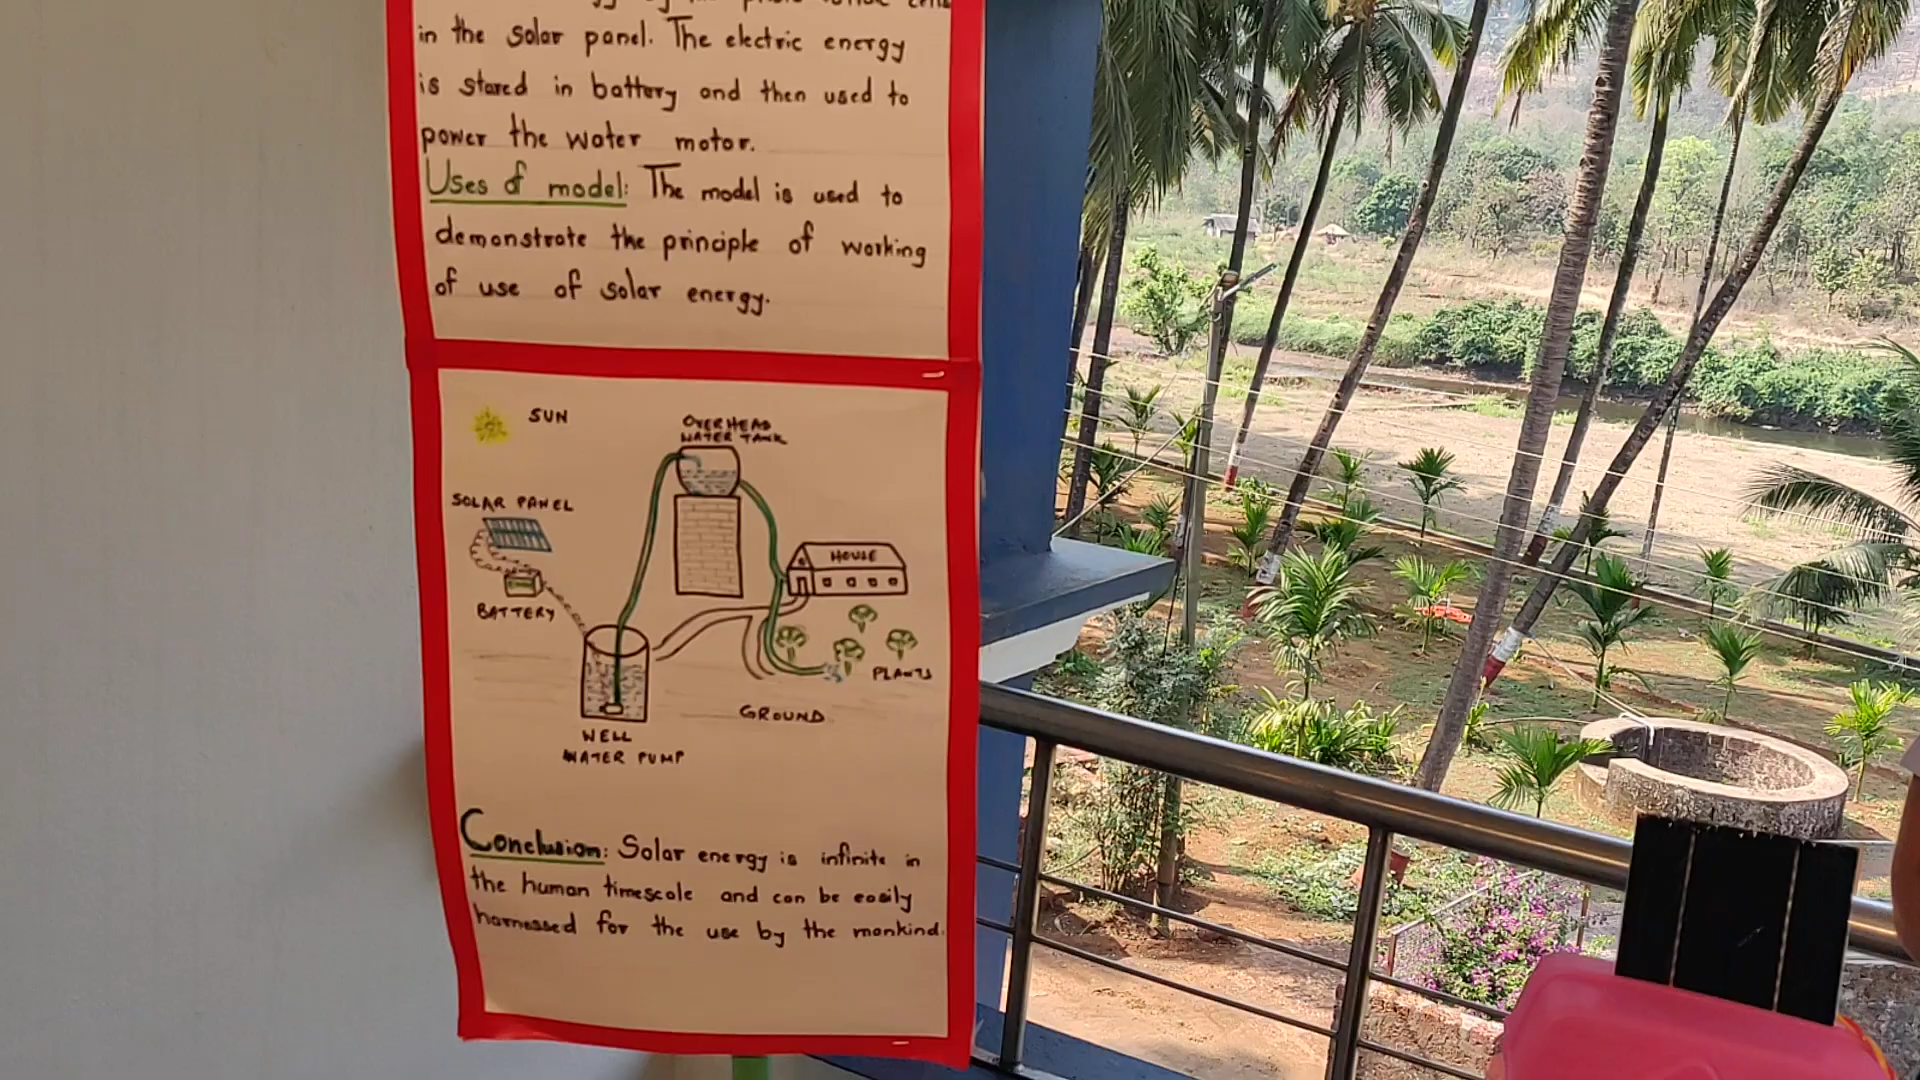 in the solar panel. The electric energy
is stored in battery and then used to
power the water motor.
Uses of model: The model is used to
demonstrate the principle of working
of use of solar energy.
SUN
OVERHEAD
WATER TANK
SOLAR PANEL
HOUSE
BATTERY
PLANTS
GROUND
WELL
WATER PUMP
Conclusion: Solar energy is infinite in
the human timescale and can be easily
harnessed for the use by the mankind.